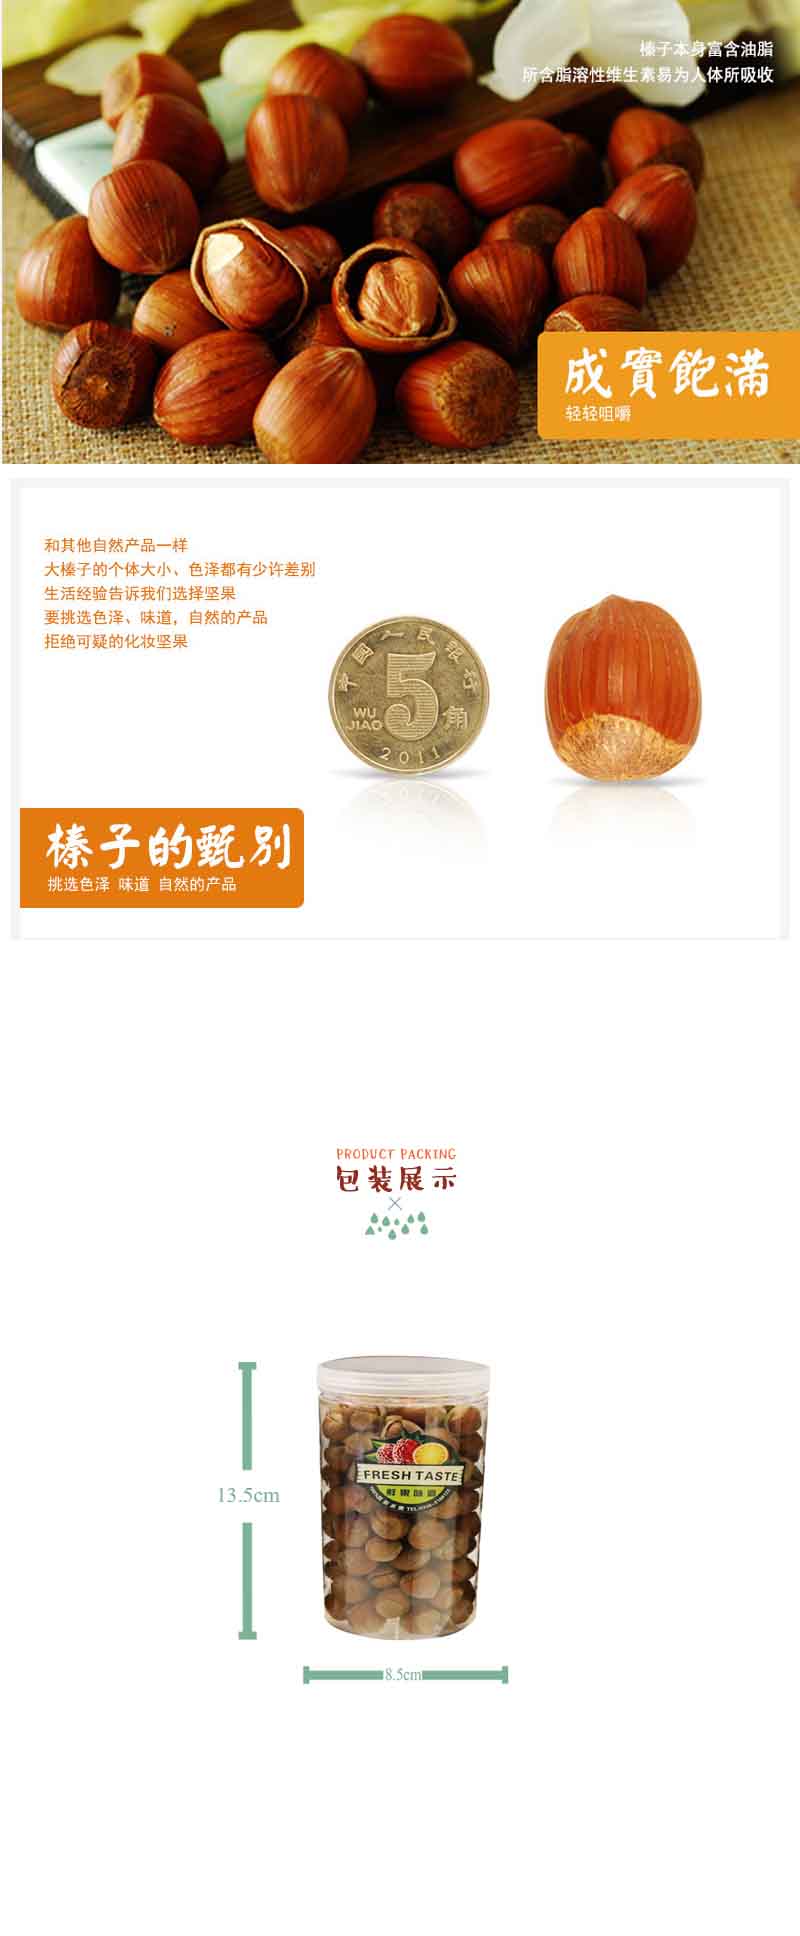 榛子本身富含油脂
所含脂溶性维生素易为人体所吸收
成實飽满
轻轻咀嚼
和其他自然产品一样
大榛子的个体大小、色泽都有少许差别
生活经验告诉我们选择坚果
要挑选色泽、味道，自然的产品
拒绝可疑的化妆坚果
中国人民银行
5角
WU
JIAO
2011
榛子的甄别
挑选色泽 味道 自然的产品
PRODUCT PACKING
包装展示
13.5cm
FRESH TASTE
鲜果味道
8.5cm